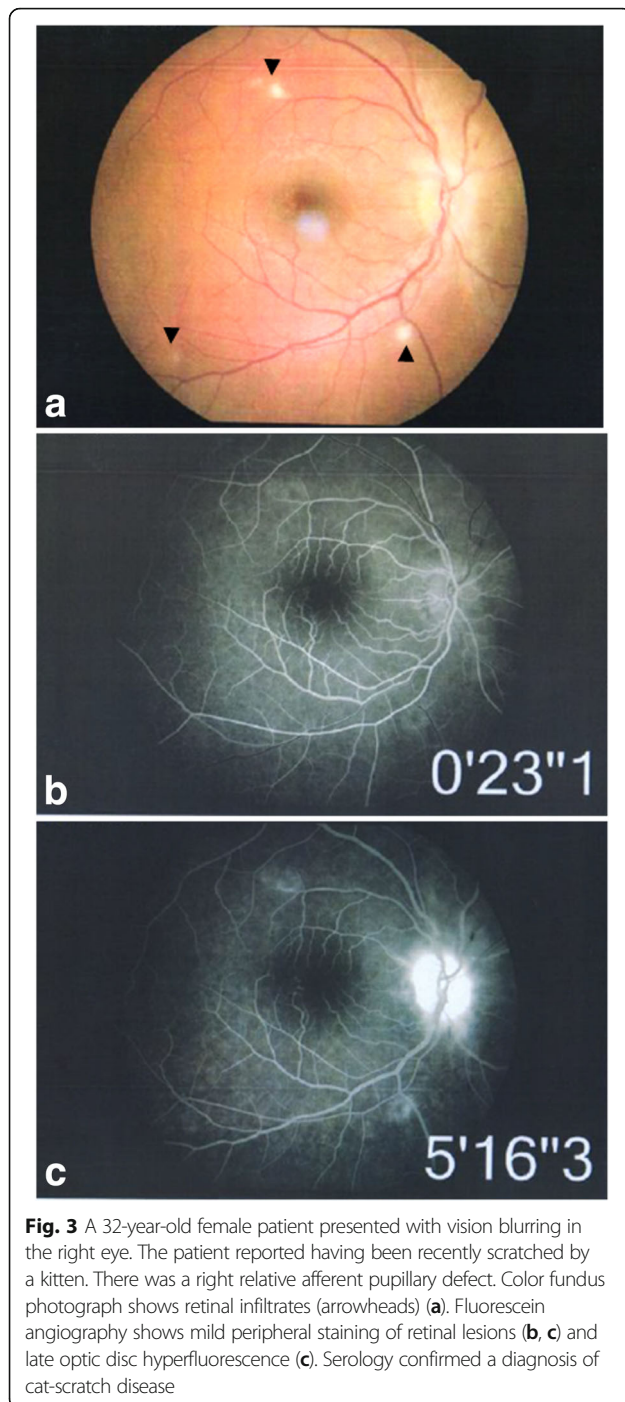 a
b
0'23"1
c
5'16"3
Fig. 3 A 32-year-old female patient presented with vision blurring in
the right eye. The patient reported having been recently scratched by
a kitten. There was a right relative afferent pupillary defect. Color fundus
photograph shows retinal infiltrates (arrowheads) (a). Fluorescein
angiography shows mild peripheral staining of retinal lesions (b, c) and
late optic disc hyperfluorescence (c). Serology confirmed a diagnosis of
cat-scratch disease